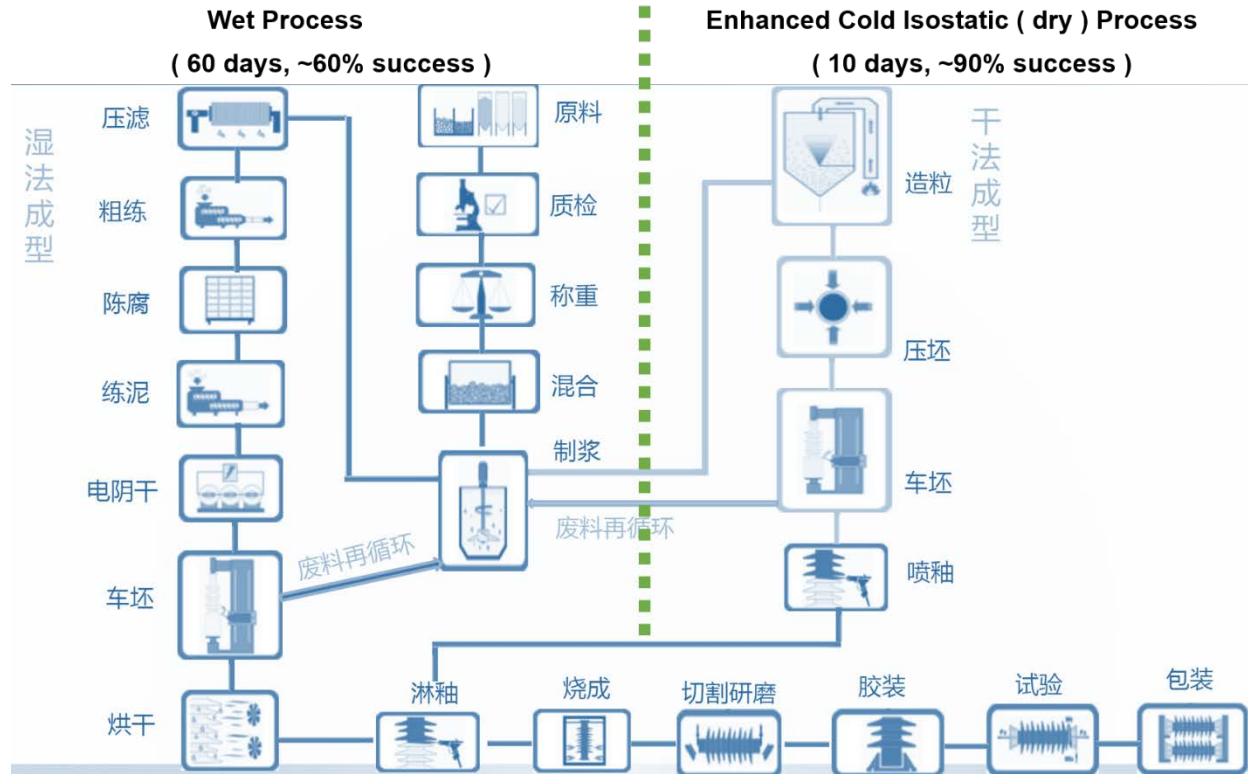 Wet Process
( 60 days, ~60% success )
Enhanced Cold Isostatic ( dry ) Process
( 10 days, ~90% success )
湿法成型
压滤
粗练
陈腐
练泥
电阴干
车坯
烘干
原料
质检
称重
混合
制浆
废料再循环
废料再循环
干法成型
造粒
压坯
车坯
喷釉
淋釉
烧成
切割研磨
胶装
试验
包装